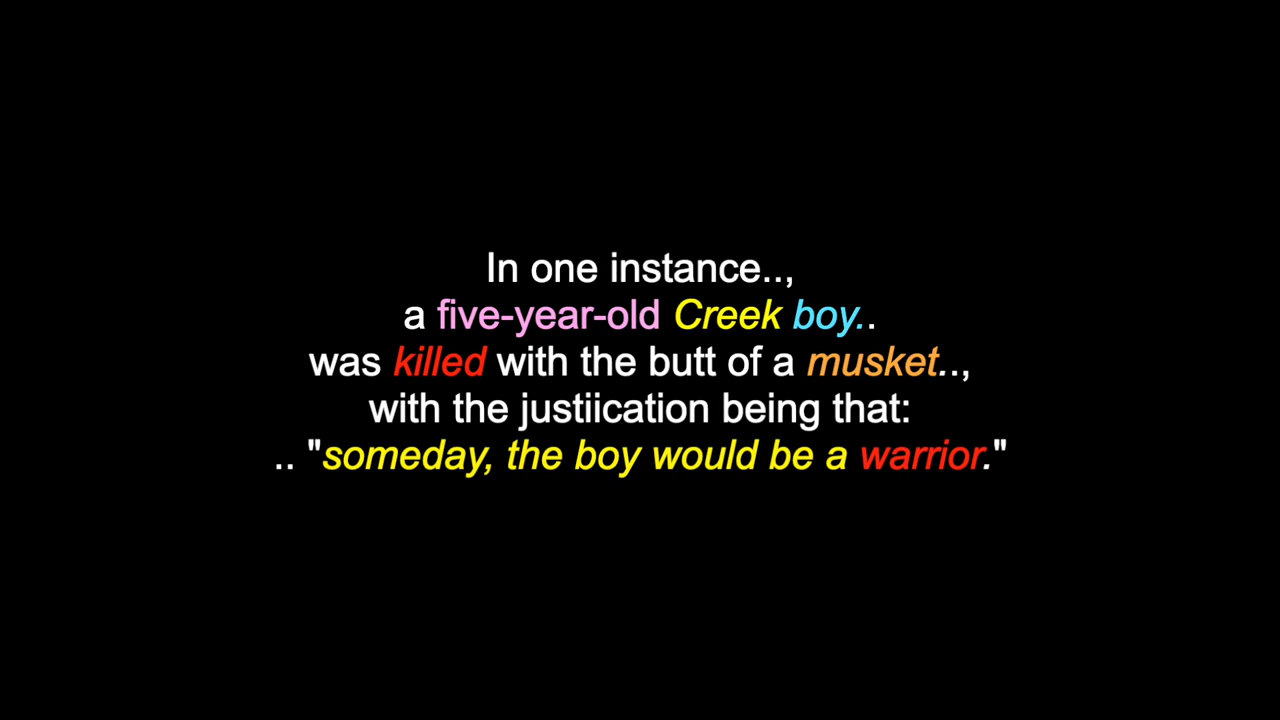 In one instance..,
a five-year-old Creek boy..
was killed with the butt of a musket..,
with the justiication being that:
.. "someday, the boy would be a warrior."